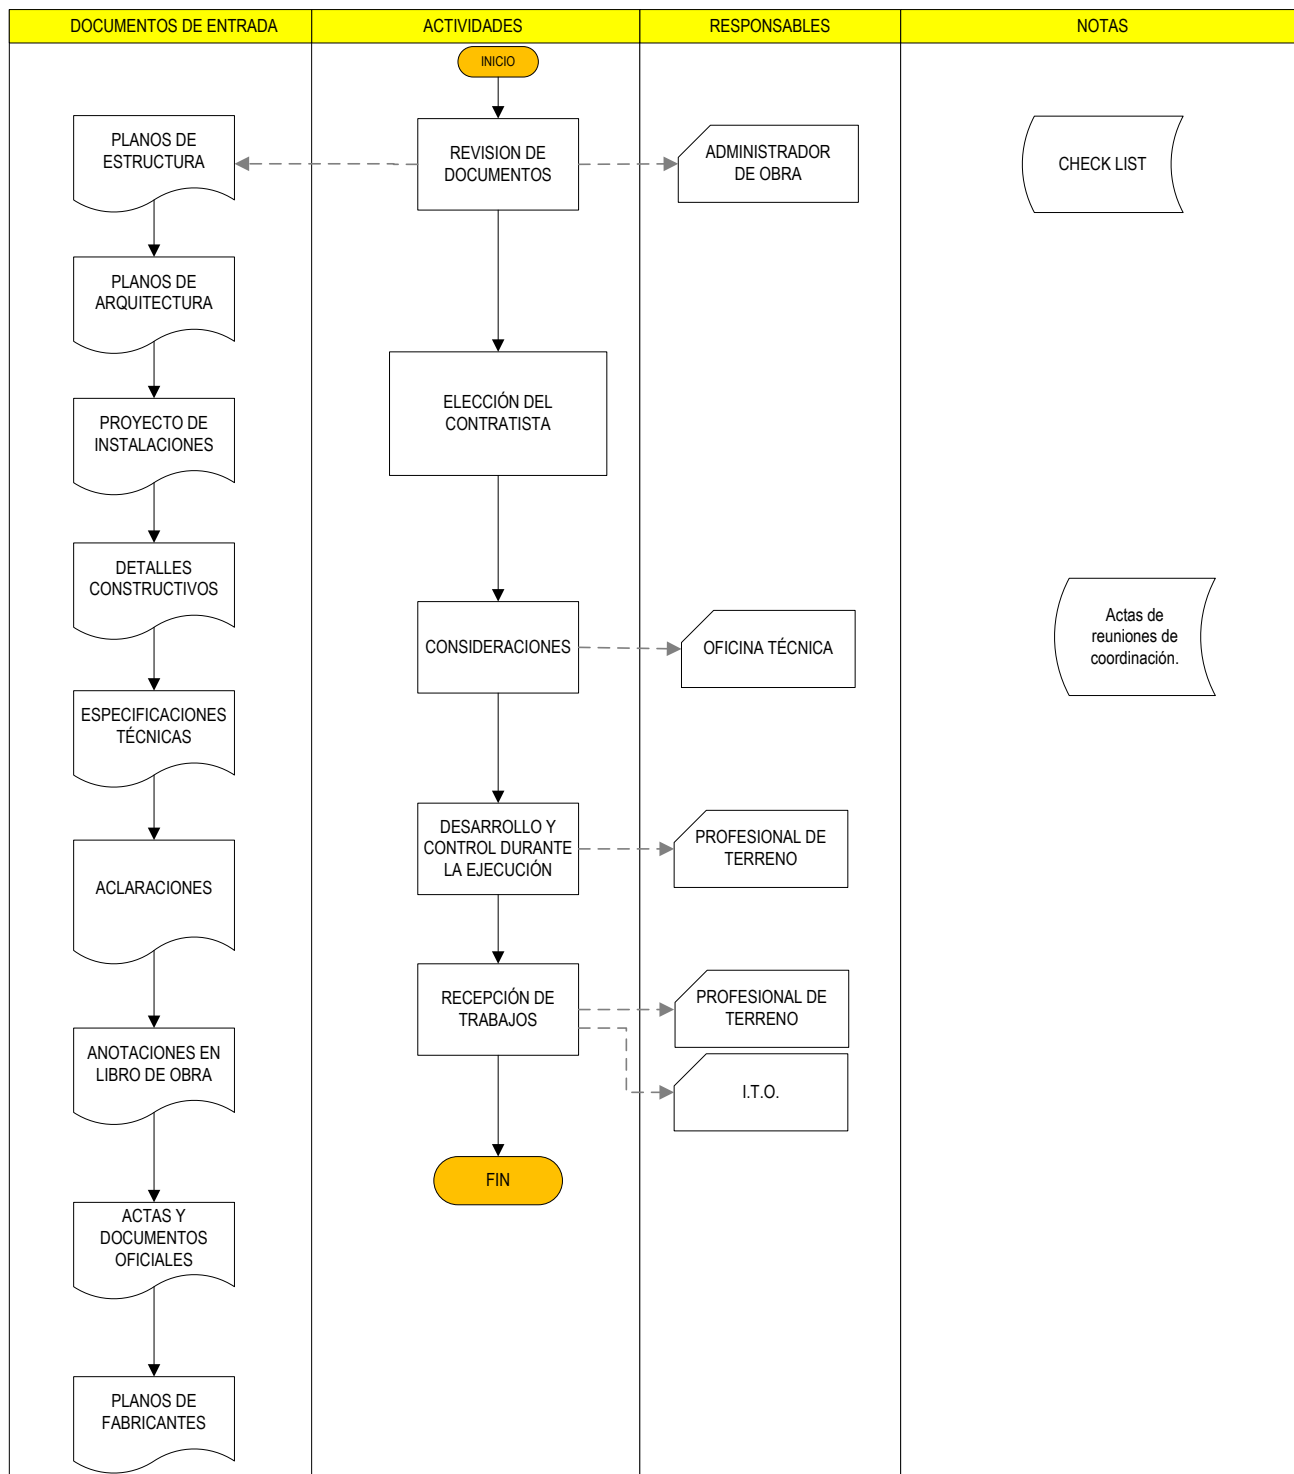 DOCUMENTOS DE ENTRADA
ACTIVIDADES
RESPONSABLES
NOTAS
INICIO
PLANOS DE
ESTRUCTURA
REVISION DE
DOCUMENTOS
ADMINISTRADOR
DE OBRA
CHECK LIST
PLANOS DE
ARQUITECTURA
ELECCIÓN DEL
CONTRATISTA
PROYECTO DE
INSTALACIONES
DETALLES
CONSTRUCTIVOS
CONSIDERACIONES
OFICINA TÉCNICA
Actas de
reuniones de
coordinación.
ESPECIFICACIONES
TÉCNICAS
DESARROLLO Y
CONTROL DURANTE
LA EJECUCIÓN
PROFESIONAL DE
TERRENO
ACLARACIONES
RECEPCIÓN DE
TRABAJOS
PROFESIONAL DE
TERRENO
ANOTACIONES EN
LIBRO DE OBRA
I.T.O.
FIN
ACTAS Y
DOCUMENTOS
OFICIALES
PLANOS DE
FABRICANTES